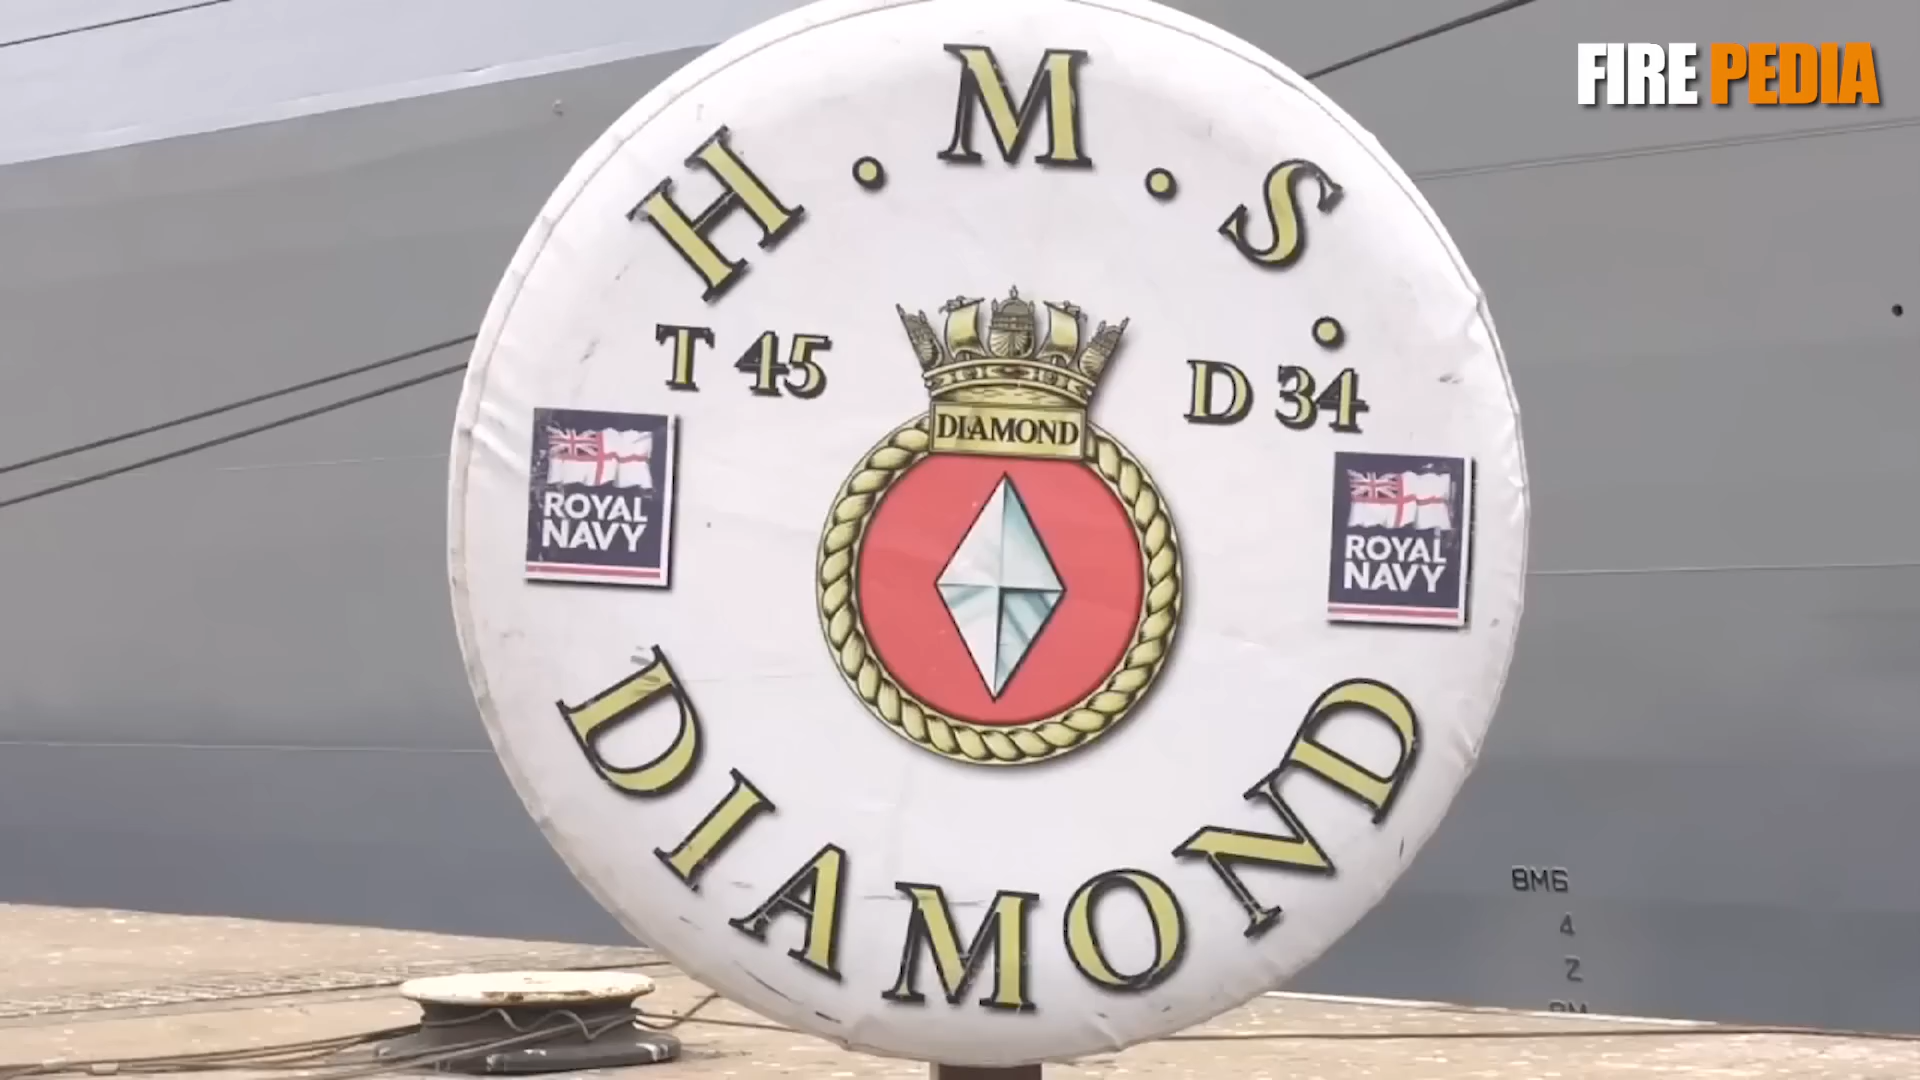 FIRE PEDIA
H.M.S.
T 45
D 34
DIAMOND
ROYAL
NAVY
ROYAL
NAVY
DIAMOND
8M6
4
2